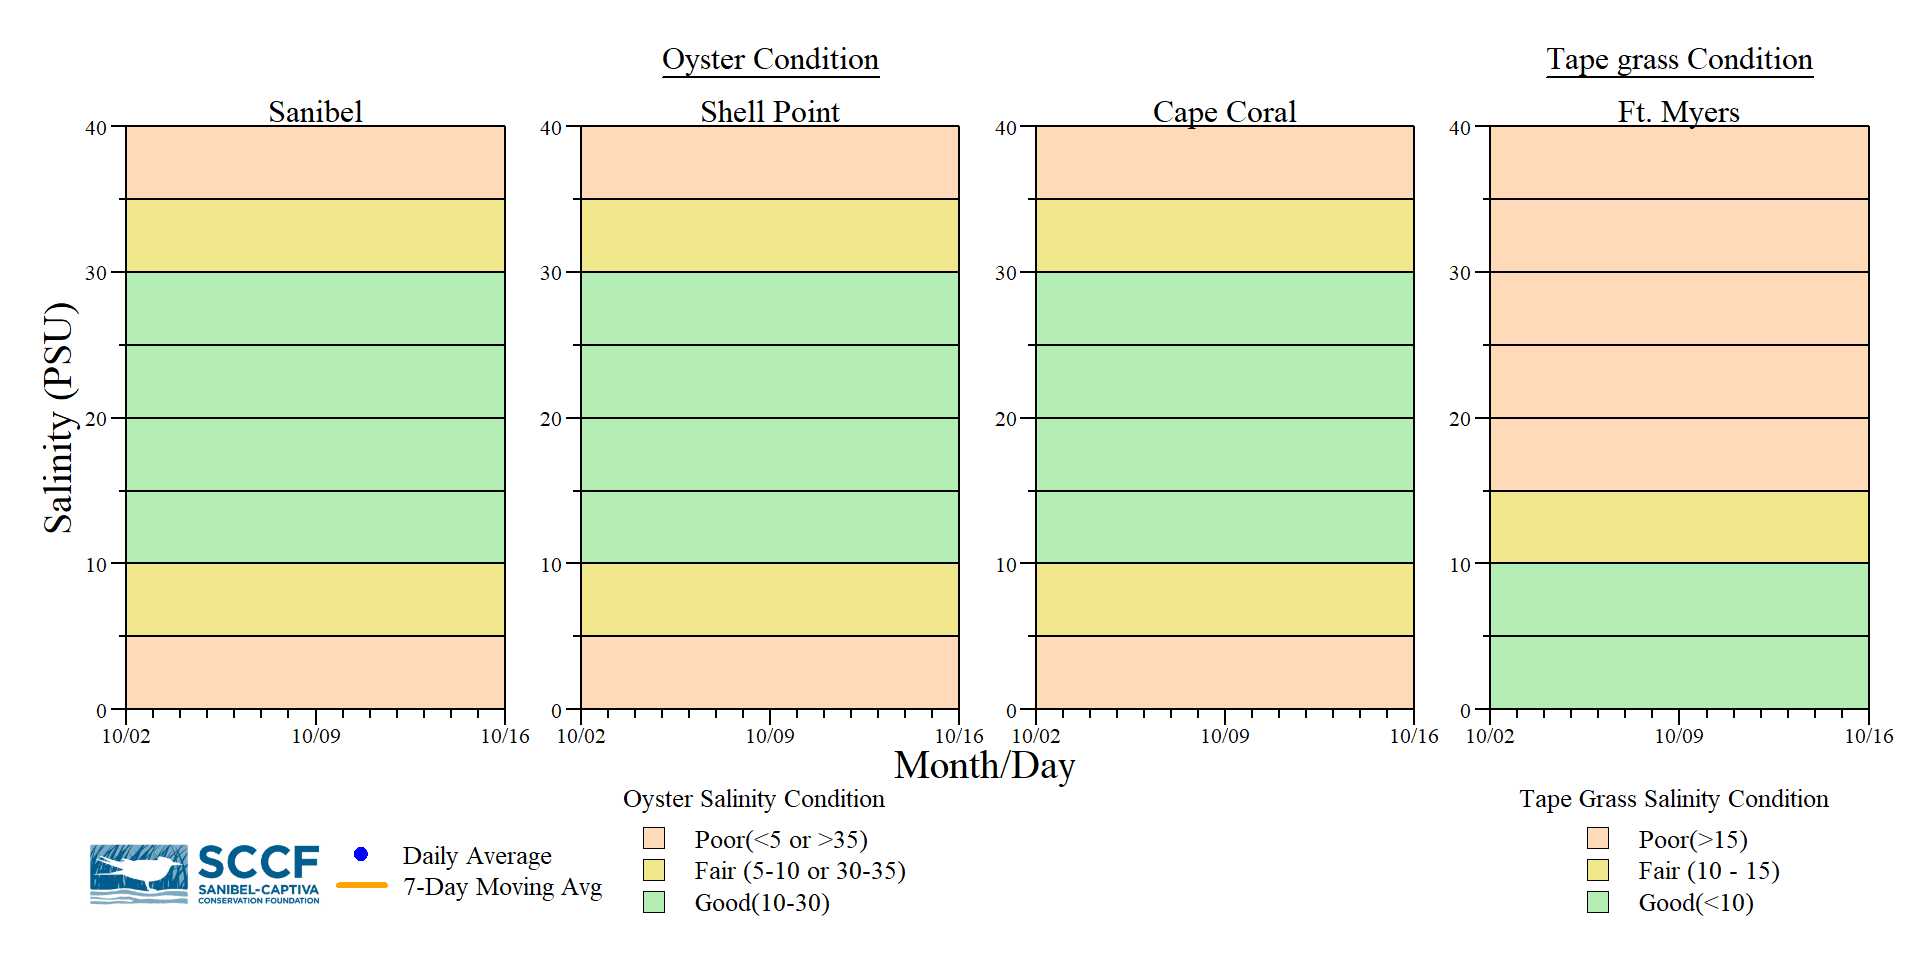 Oyster Condition
Tape grass Condition
Sanibel
Shell Point
Cape Coral
Ft. Myers
Salinity (PSU)
40
30
20
10
0
10/02
10/09
10/16
40
30
20
10
0
10/02
10/09
10/16
40
30
20
10
0
10/02
10/09
10/16
40
30
20
10
0
10/02
10/09
10/16
Month/Day
SCCF
SANIBEL-CAPTIVA
CONSERVATION FOUNDATION
Daily Average
7-Day Moving Avg
Oyster Salinity Condition
Poor(<5 or >35)
Fair (5-10 or 30-35)
Good(10-30)
Tape Grass Salinity Condition
Poor(>15)
Fair (10 - 15)
Good(<10)